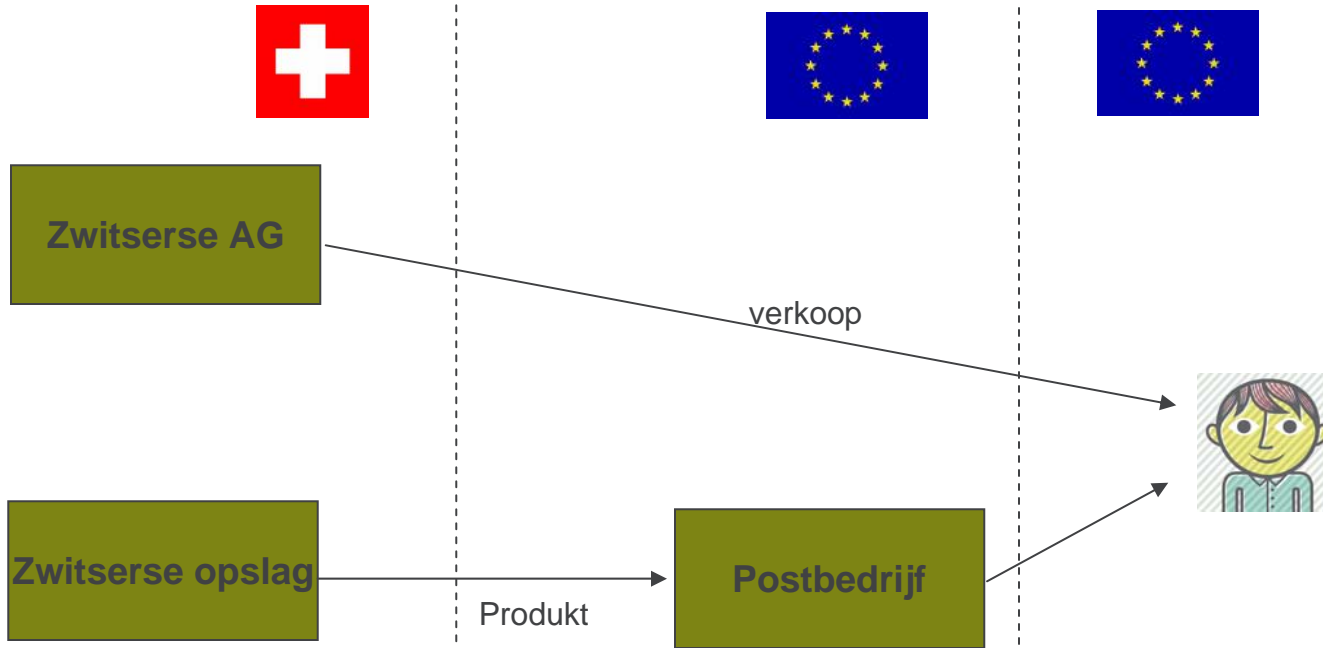 Zwitserse AG
verkoop
Zwitserse opslag
Produkt
Postbedrijf